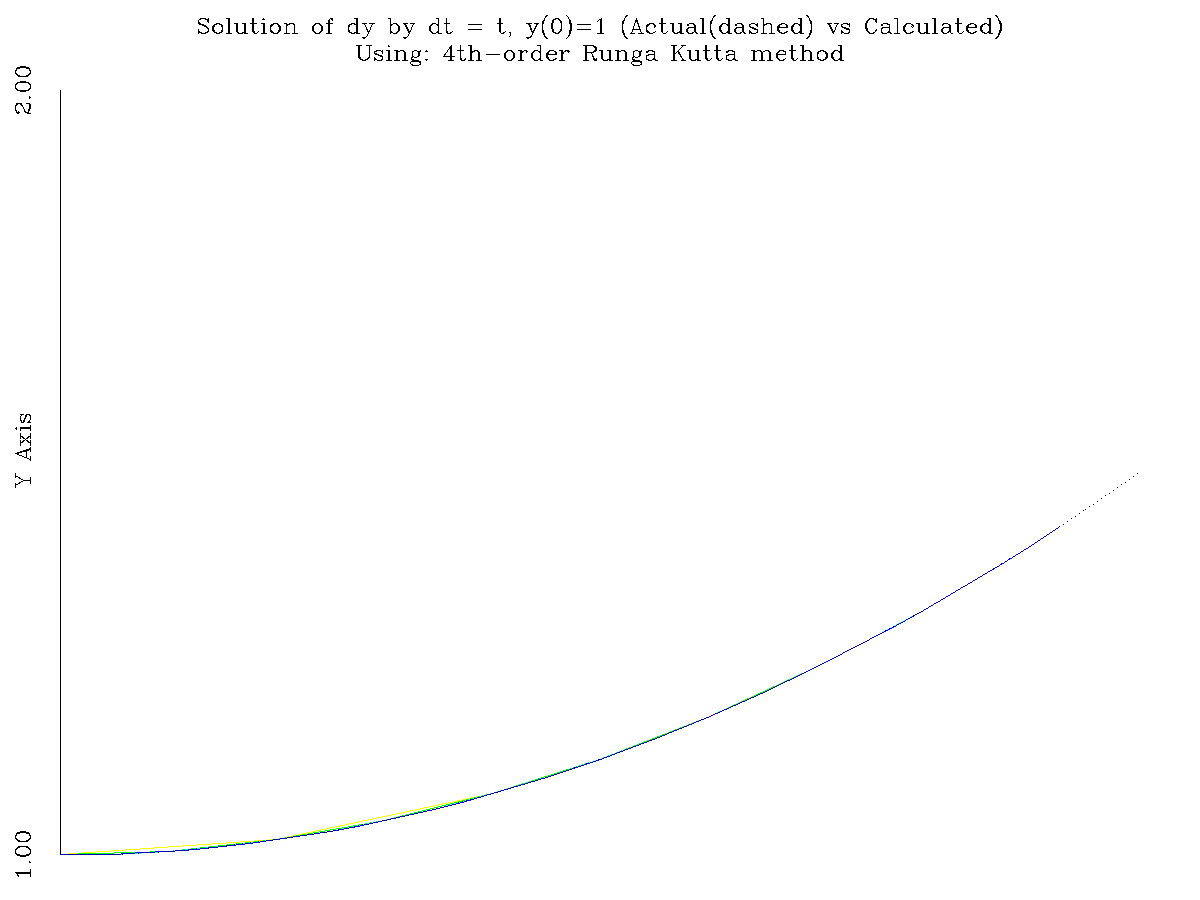 Solution of dy by dt = t, y(0)=1 (Actual(dashed) vs Calculated)
Using: 4th-order Runga Kutta method
2.00
Y Axis
1.00